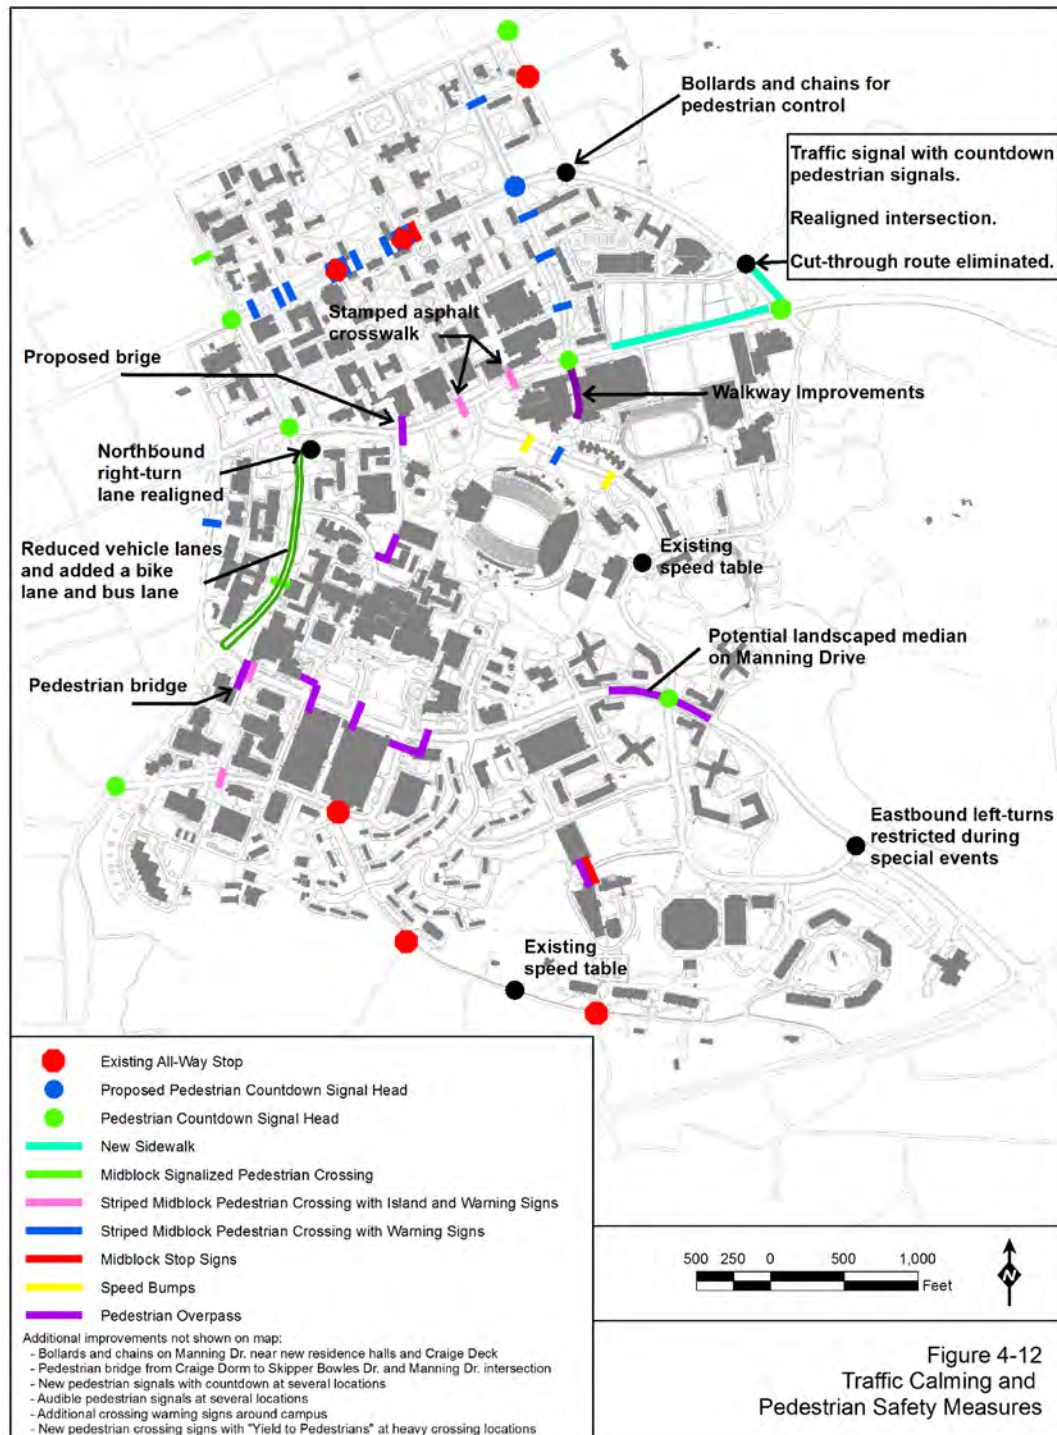 Bollards and chains for
pedestrian control
Traffic signal with countdown
pedestrian signals.
Realigned intersection.
Cut-through route eliminated.
Stamped asphalt
crosswalk
Proposed brige
Walkway Improvements
Northbound
right-turn
lane realigned
Reduced vehicle lanes
and added a bike
lane and bus lane
Existing
speed table
Potential landscaped median
on Manning Drive
Pedestrian bridge
Eastbound left-turns
restricted during
special events
Existing
speed table
Existing All-Way Stop
Proposed Pedestrian Countdown Signal Head
Pedestrian Countdown Signal Head
New Sidewalk
Midblock Signalized Pedestrian Crossing
Striped Midblock Pedestrian Crossing with Island and Warning Signs
Striped Midblock Pedestrian Crossing with Warning Signs
Midblock Stop Signs
Speed Bumps
Pedestrian Overpass
Additional improvements not shown on map:
- Bollards and chains on Manning Dr. near new residence halls and Craige Deck
- Pedestrian bridge from Craige Dorm to Skipper Bowles Dr. and Manning Dr. intersection
- New pedestrian signals with countdown at several locations
- Audible pedestrian signals at several locations
- Additional crossing warning signs around campus
- New pedestrian crossing signs with "Yield to Pedestrians" at heavy crossing locations
500 250 0 500 1,000
Feet
N
Figure 4-12
Traffic Calming and
Pedestrian Safety Measures